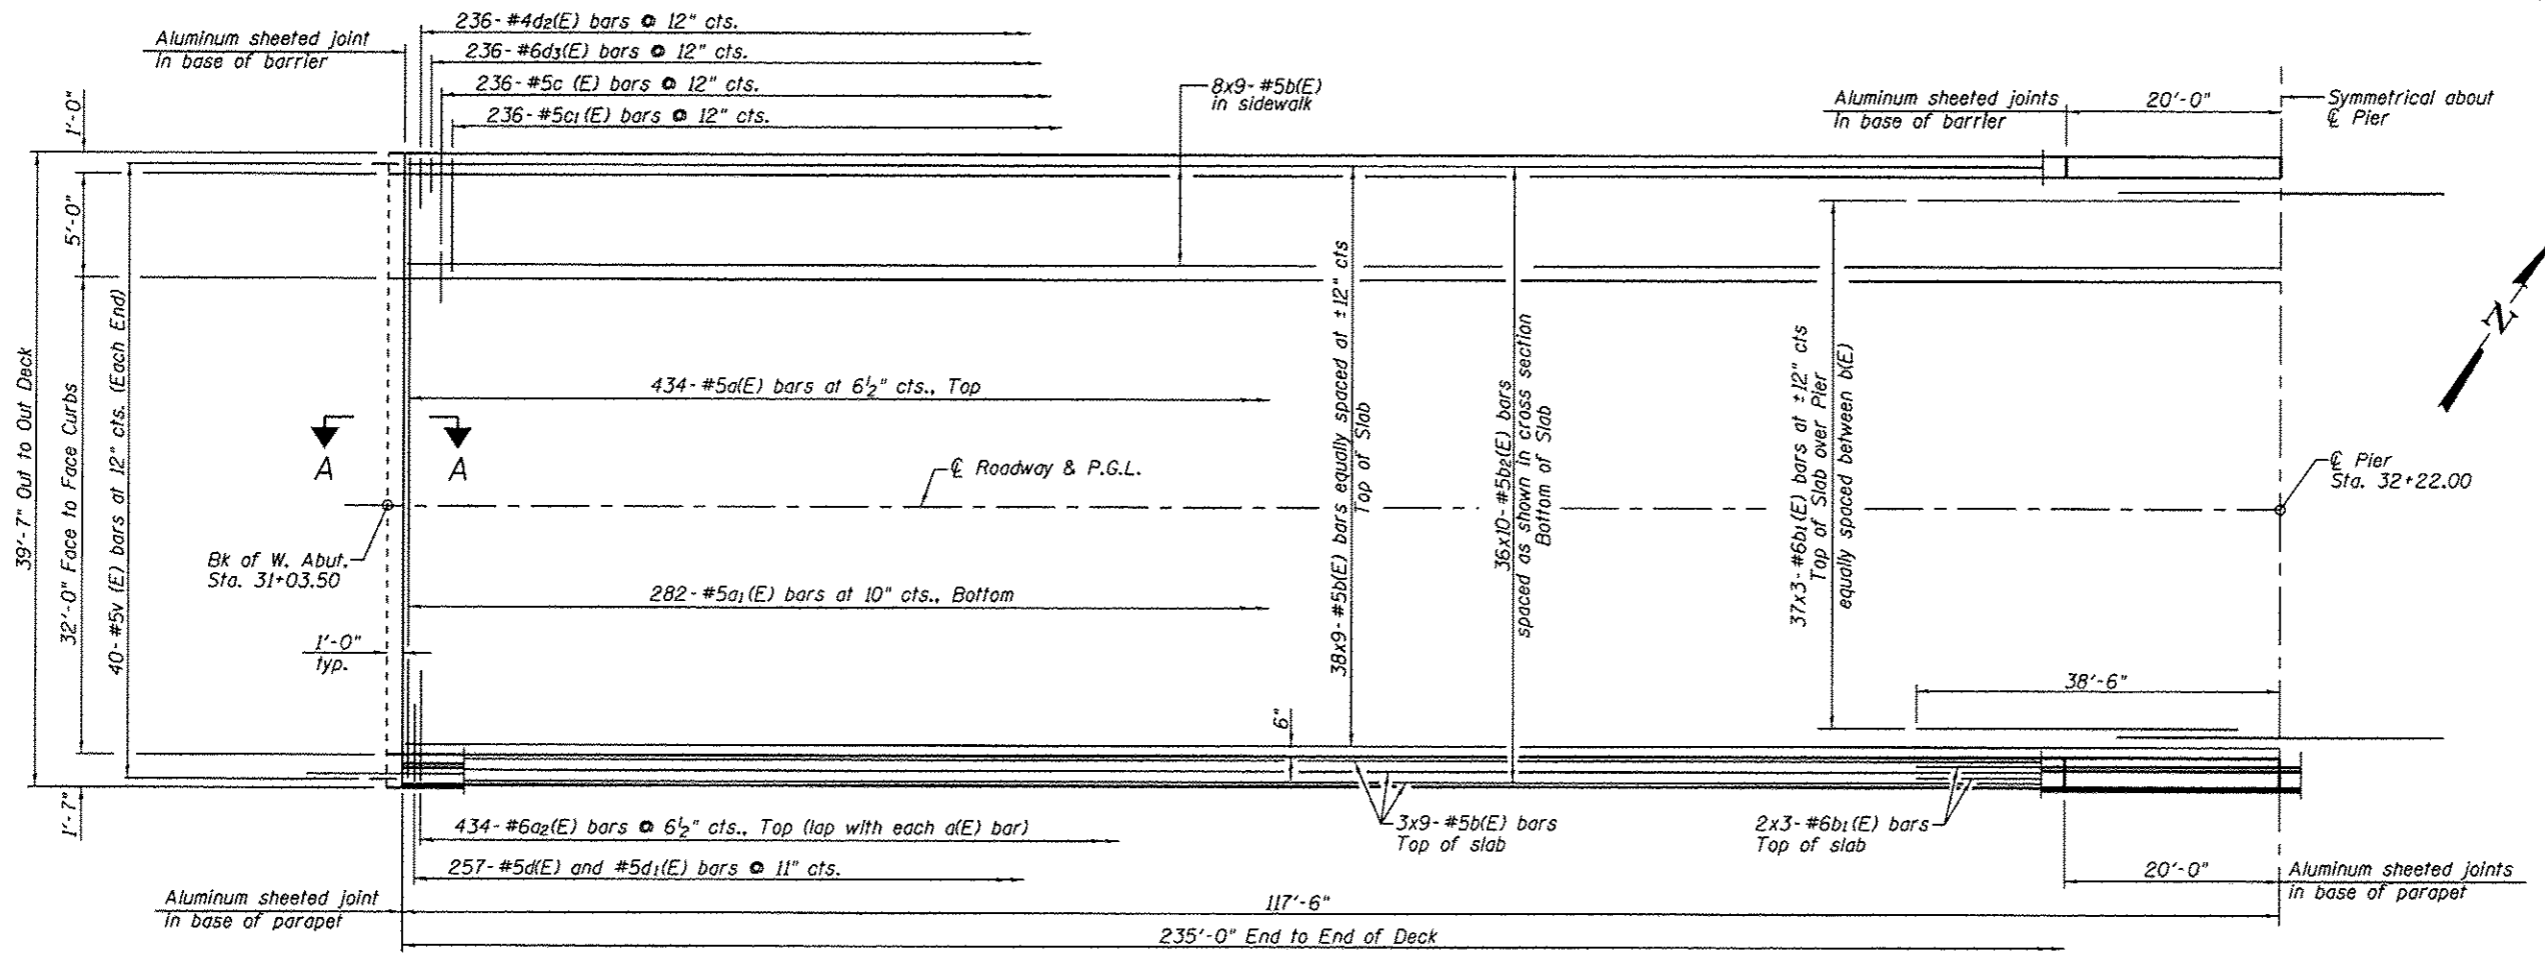 236- #4d2(E) bars @ 12" cts.
Aluminum sheeted joint
in base of barrier
236- #6d3(E) bars @ 12" cts.
236- #5c (E) bars @ 12" cts.
236- #5c1(E) bars @ 12" cts.
8x9- #5b(E)
in sidewalk
Aluminum sheeted joints
in base of barrier
20'-0"
Symmetrical about
℄ Pier
1'-0"
5'-0"
39'-7" Out to Out Deck
32'-0" Face to Face Curbs
40- #5v (E) bars at 12" cts. (Each End)
1'-7"
434- #5a(E) bars at 6½" cts., Top
A
A
℄ Roadway & P.G.L.
Bk of W. Abut.
Sta. 31+03.50
282- #5a1(E) bars at 10" cts., Bottom
1'-0"
typ.
38x9- #5b(E) bars equally spaced at ±12" cts
Top of Slab
36x10- #5b2(E) bars
spaced as shown in cross section
Bottom of Slab
37x3- #6b1(E) bars at ±12" cts
Top of Slab over Pier
equally spaced between b(E)
N
℄ Pier
Sta. 32+22.00
38'-6"
6"
434- #6a2(E) bars @ 6½" cts., Top (lap with each a(E) bar)
257- #5d(E) and #5d1(E) bars @ 11" cts.
3x9- #5b(E) bars
Top of slab
2x3- #6b1(E) bars
Top of slab
20'-0"
Aluminum sheeted joints
in base of parapet
Aluminum sheeted joint
in base of parapet
117'-6"
235'-0" End to End of Deck